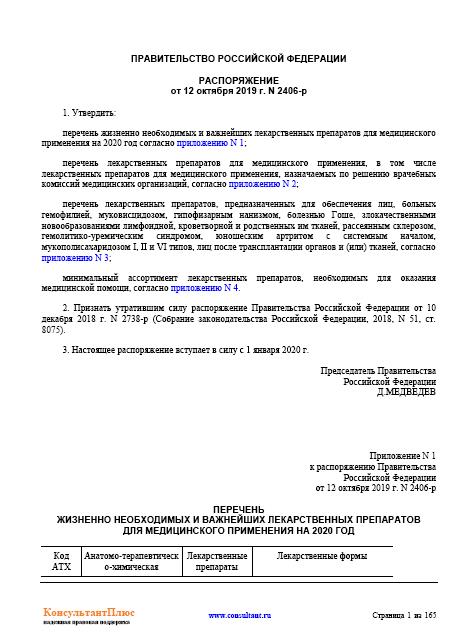 ПРАВИТЕЛЬСТВО РОССИЙСКОЙ ФЕДЕРАЦИИ
РАСПОРЯЖЕНИЕ
от 12 октября 2019 г. N 2406-р
1. Утвердить:
перечень жизненно необходимых и важнейших лекарственных препаратов для медицинского
применения на 2020 год согласно приложению N 1;
перечень лекарственных препаратов для медицинского применения, в том числе
лекарственных препаратов для медицинского применения, назначаемых по решению врачебных
комиссий медицинских организаций, согласно приложению N 2;
перечень лекарственных препаратов, предназначенных для обеспечения лиц, больных
гемофилией, муковисцидозом, гипофизарным нанизмом, болезнью Гоше, злокачественными
новообразованиями лимфоидной, кроветворной и родственных им тканей, рассеянным склерозом,
гемолитико-уремическим синдромом, юношеским артритом с системным началом,
мукополисахаридозом I, II и VI типов, лиц после трансплантации органов и (или) тканей, согласно
приложению N 3;
минимальный ассортимент лекарственных препаратов, необходимых для оказания
медицинской помощи, согласно приложению N 4.
2. Признать утратившим силу распоряжение Правительства Российской Федерации от 10
декабря 2018 г. N 2738-р (Собрание законодательства Российской Федерации, 2018, N 51, ст.
8075).
3. Настоящее распоряжение вступает в силу с 1 января 2020 г.
Председатель Правительства
Российской Федерации
Д.МЕДВЕДЕВ
Приложение N 1
к распоряжению Правительства
Российской Федерации
от 12 октября 2019 г. N 2406-р
ПЕРЕЧЕНЬ
ЖИЗНЕННО НЕОБХОДИМЫХ И ВАЖНЕЙШИХ ЛЕКАРСТВЕННЫХ ПРЕПАРАТОВ
ДЛЯ МЕДИЦИНСКОГО ПРИМЕНЕНИЯ НА 2020 ГОД
Код Анатомо-терапевтическ Лекарственные Лекарственные формы
АТХ о-химическая препараты
КонсультантПлюс www.consultant.ru Страница 1 из 165
надежная правовая поддержка